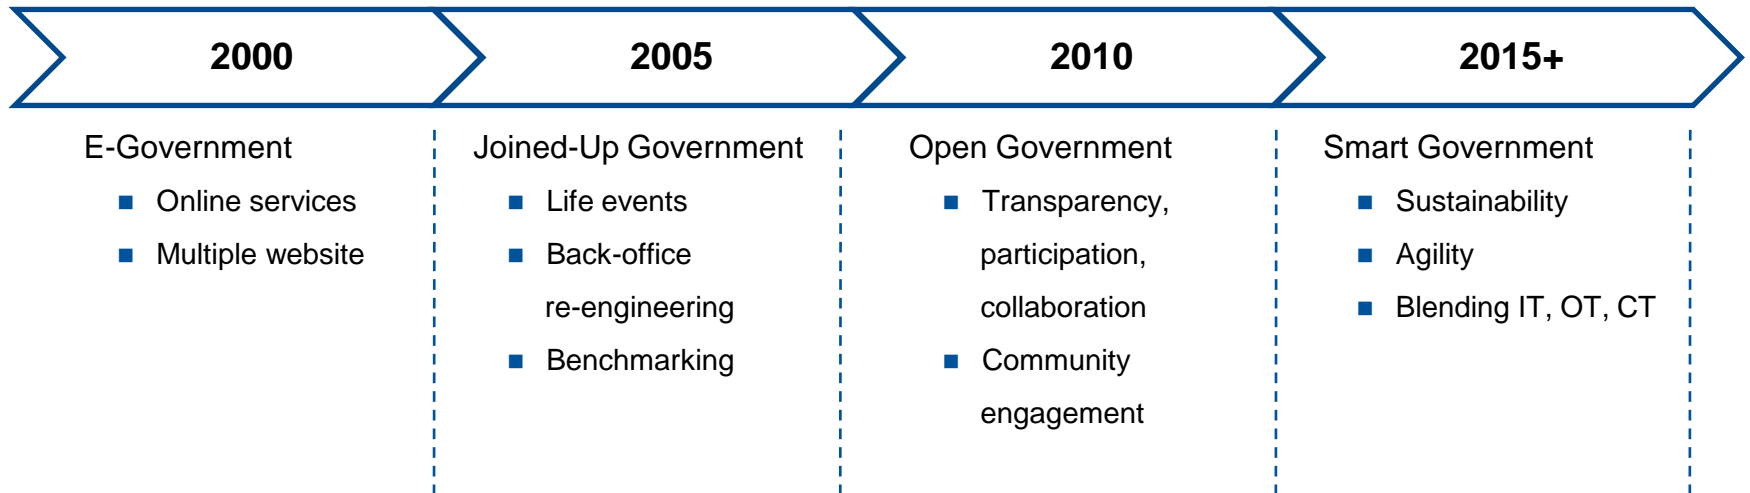 2000
2005
2010
2015+
E-Government
Online services
Multiple website
Joined-Up Government
Life events
Back-office
re-engineering
Benchmarking
Open Government
Transparency,
participation,
collaboration
Community
engagement
Smart Government
Sustainability
Agility
Blending IT, OT, CT